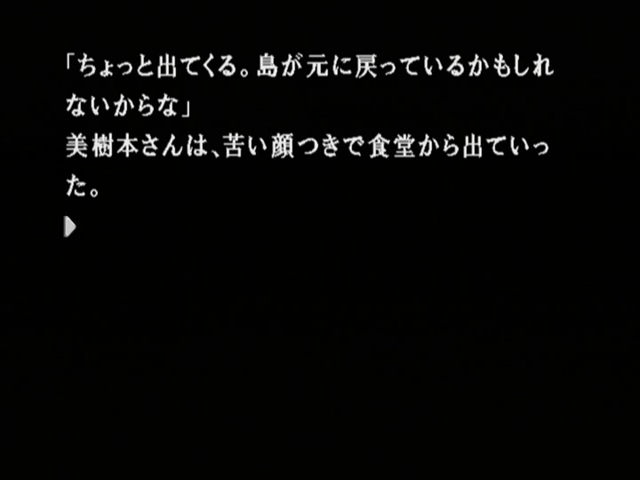 「ちょっと出てくる。島が元に戻っているかもしれ
ないからな」
美樹本さんは、苦い顔つきで食堂から出ていっ
た。